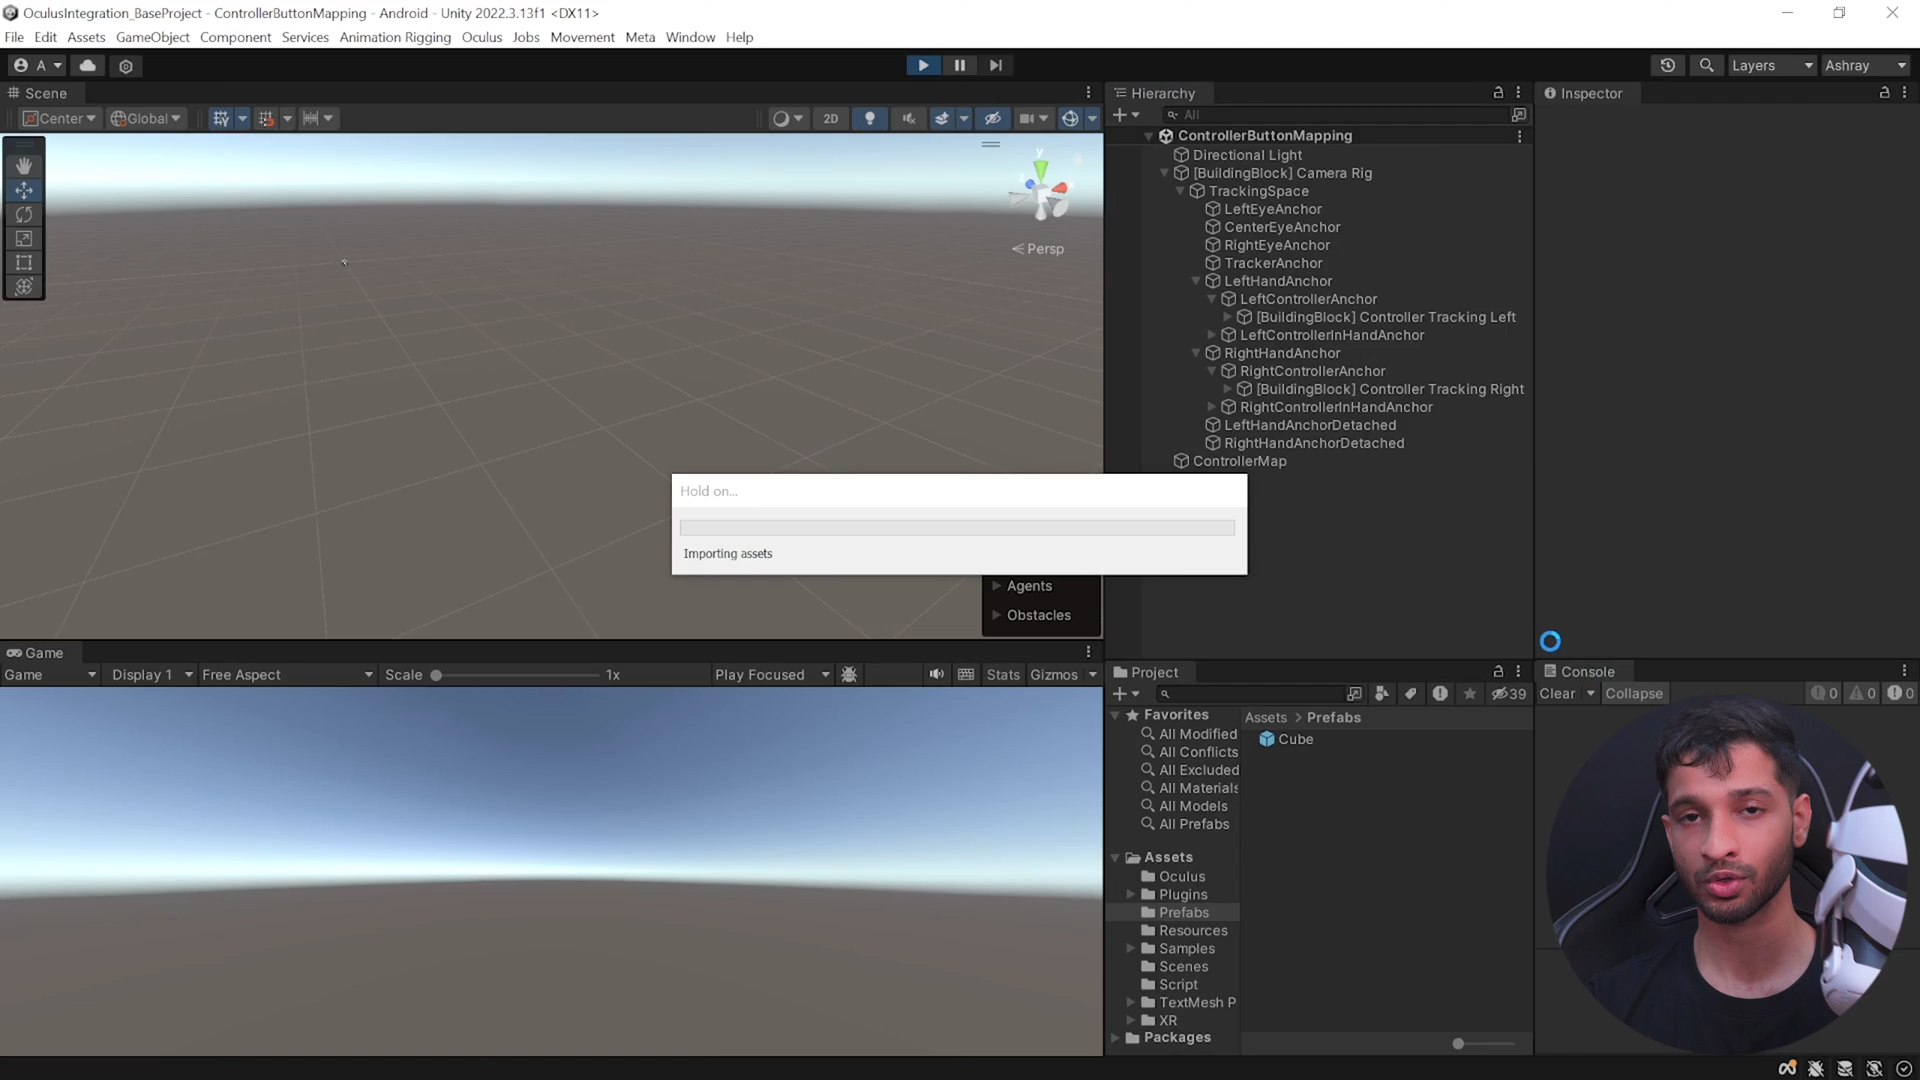 OculusIntegration_BaseProject - ControllerButtonMapping - Android - Unity 2022.3.13f1 <DX11>
File Edit Assets GameObject Component Services Animation Rigging Oculus Jobs Movement Meta Window Help
A Layers Ashray
Scene
Center Global 2D
y
x
z
Persp
Agents
Obstacles
Hold on...
Importing assets
Hierarchy
All
ControllerButtonMapping
Directional Light
[BuildingBlock] Camera Rig
TrackingSpace
LeftEyeAnchor
CenterEyeAnchor
RightEyeAnchor
TrackerAnchor
LeftHandAnchor
LeftControllerAnchor
[BuildingBlock] Controller Tracking Left
LeftControllerInHandAnchor
RightHandAnchor
RightControllerAnchor
[BuildingBlock] Controller Tracking Right
RightControllerInHandAnchor
LeftHandAnchorDetached
RightHandAnchorDetached
ControllerMap
Inspector
Game
Game Display 1 Free Aspect Scale 1x Play Focused Stats Gizmos
Project
39
Favorites
All Modified
All Conflicts
All Excluded
All Materials
All Models
All Prefabs
Assets
Oculus
Plugins
Prefabs
Resources
Samples
Scenes
Script
TextMesh P
XR
Packages
Assets > Prefabs
Cube
Console
Clear Collapse 0 0 0